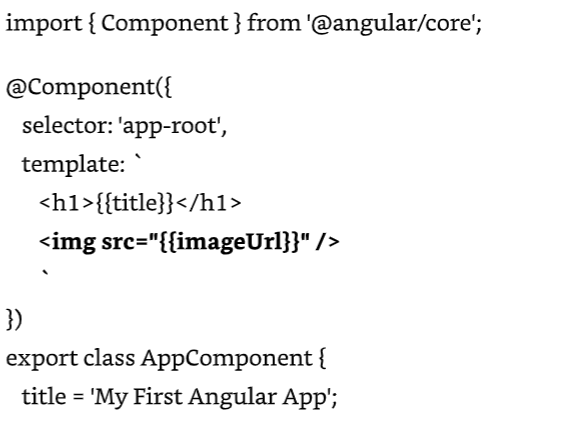 import { Component } from '@angular/core';
@Component({
selector: 'app-root',
template: `
<h1>{{title}}</h1>
<img src="{{imageUrl}}" />
`
})
export class AppComponent {
title = 'My First Angular App';